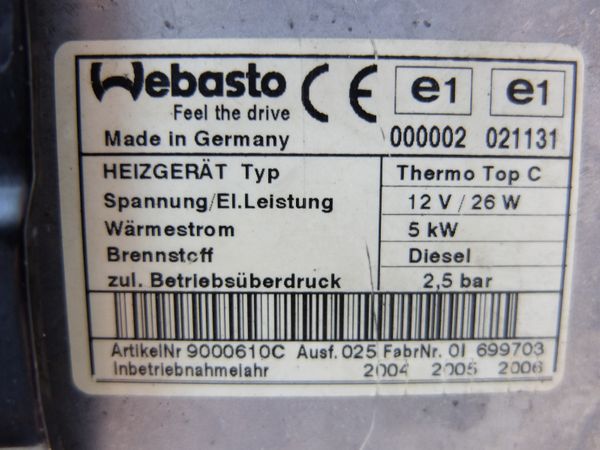 Webasto CE e1 e1
Feel the drive
Made in Germany 000002 021131
HEIZGERÄT Typ Thermo Top C
Spannung/El.Leistung 12 V / 26 W
Wärmestrom 5 kW
Brennstoff Diesel
zul. Betriebsüberdruck 2,5 bar
ArtikelNr 9000610C Ausf. 025 FabrNr. 01 699703
InbetriebnahmeJahr 2004 2005 2006